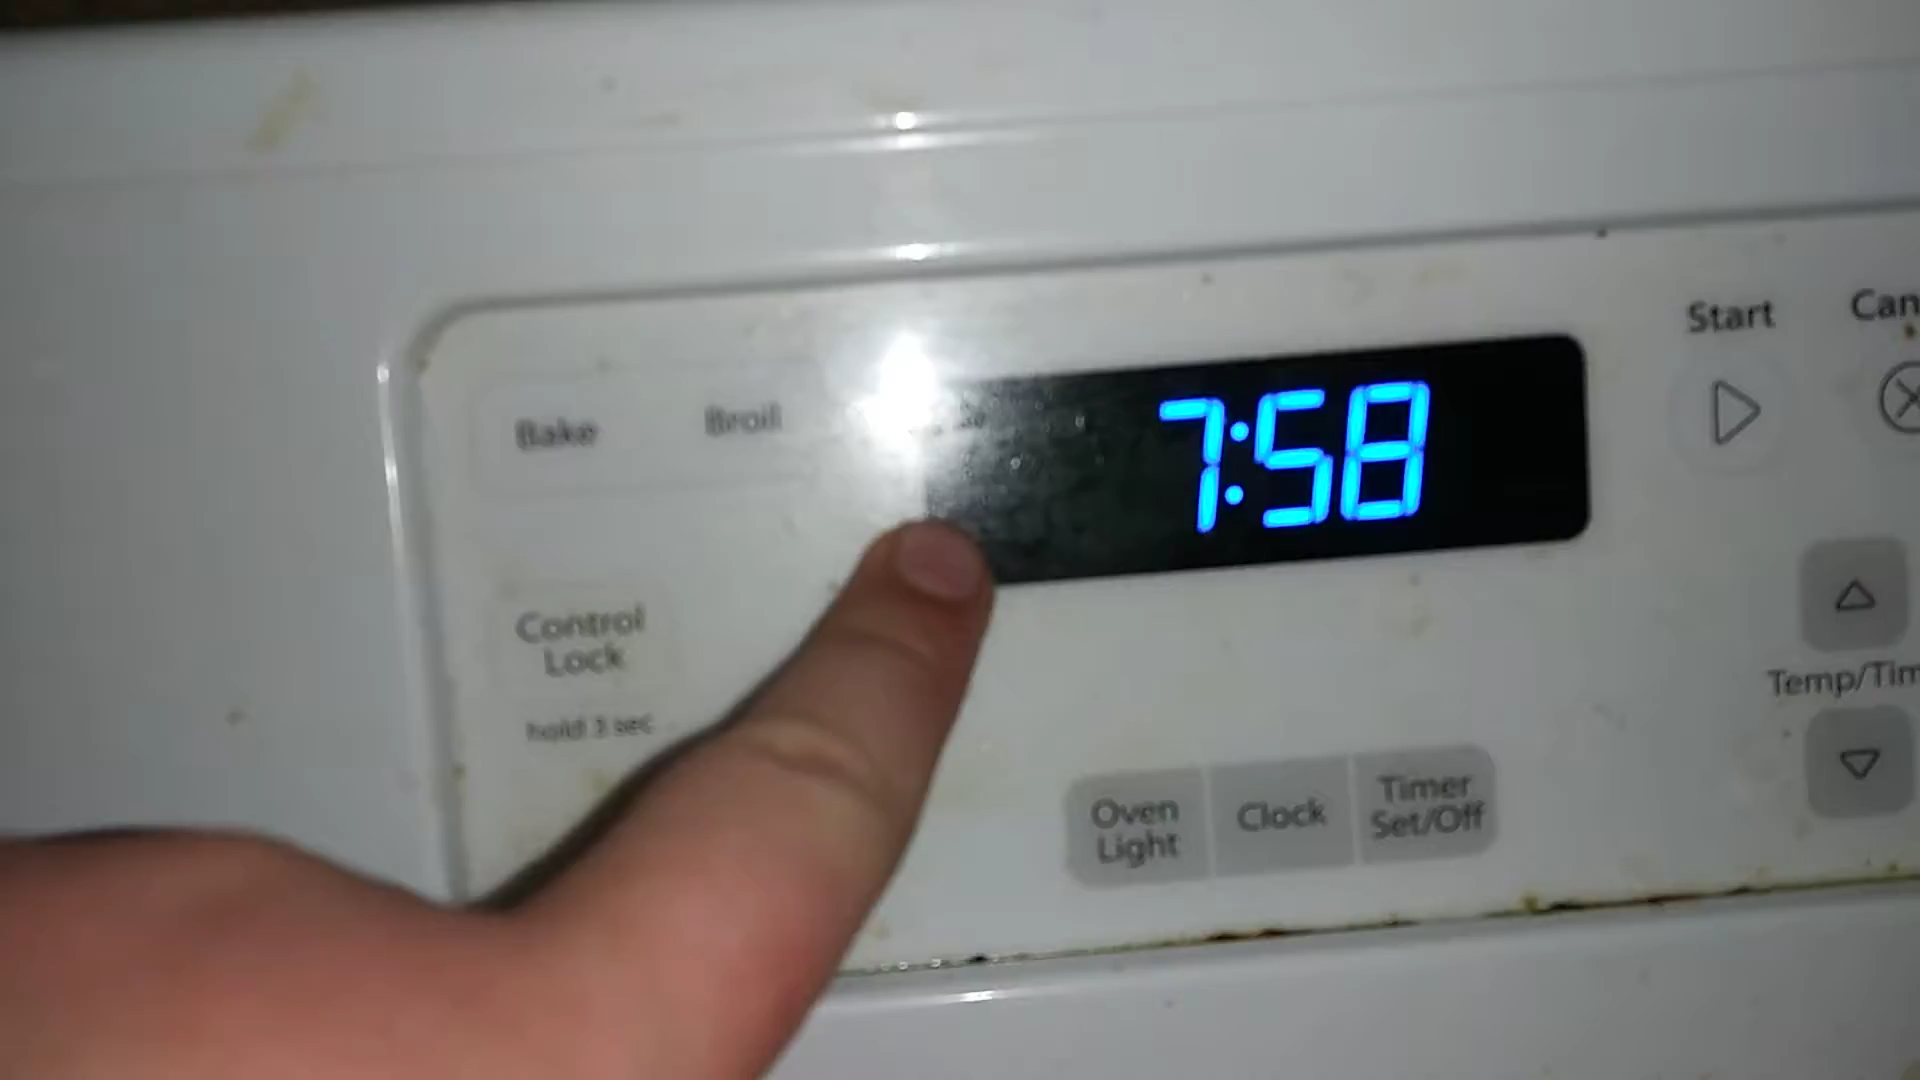 Start
Can
Bake
Broil
7:58
Control
Lock
hold 3 sec
Temp/Tim
Oven
Light
Clock
Timer
Set/Off